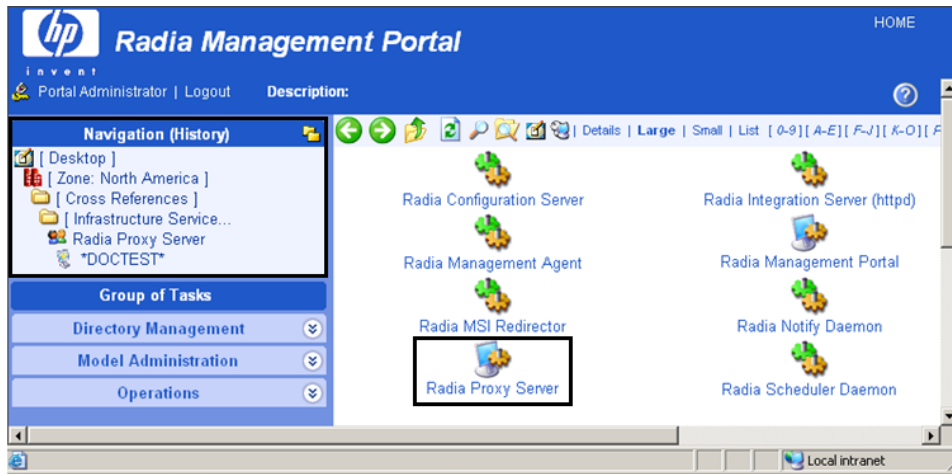 HOME
hp
Radia Management Portal
invent
Portal Administrator | Logout Description:
?
Navigation (History)
| Details | Large | Small | List [ 0-9 ][ A-E ][ F-J ][ K-O ][ F
[ Desktop ]
[ Zone: North America ]
[ Cross References ]
[ Infrastructure Service...
Radia Proxy Server
*DOCTEST*
Group of Tasks
Directory Management
Model Administration
Operations
Radia Configuration Server
Radia Integration Server (httpd)
Radia Management Agent
Radia Management Portal
Radia MSI Redirector
Radia Notify Daemon
Radia Proxy Server
Radia Scheduler Daemon
Local intranet